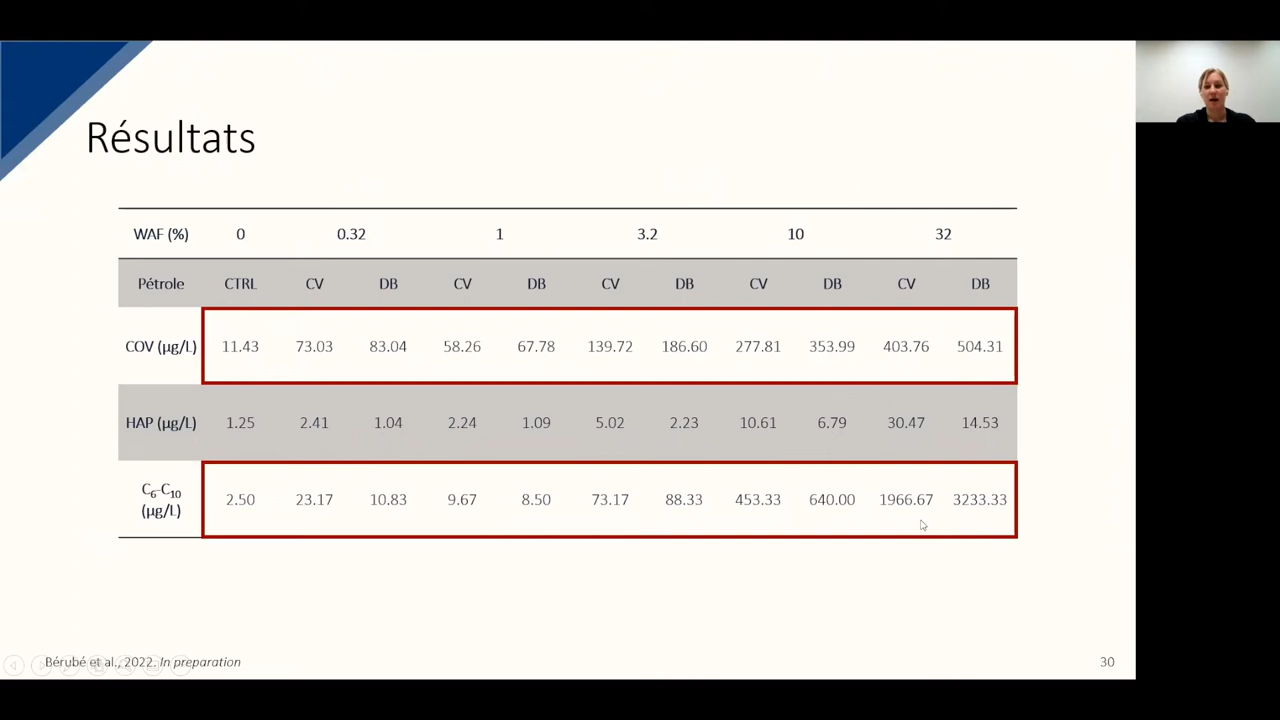 Résultats
WAF (%) 0 0.32 1 3.2 10 32
Pétrole CTRL CV DB CV DB CV DB CV DB CV DB
COV (µg/L) 11.43 73.03 83.04 58.26 67.78 139.72 186.60 277.81 353.99 403.76 504.31
HAP (µg/L) 1.25 2.41 1.04 2.24 1.09 5.02 2.23 10.61 6.79 30.47 14.53
C6-C10
(µg/L) 2.50 23.17 10.83 9.67 8.50 73.17 88.33 453.33 640.00 1966.67 3233.33
Bérubé et al., 2022. In preparation
30